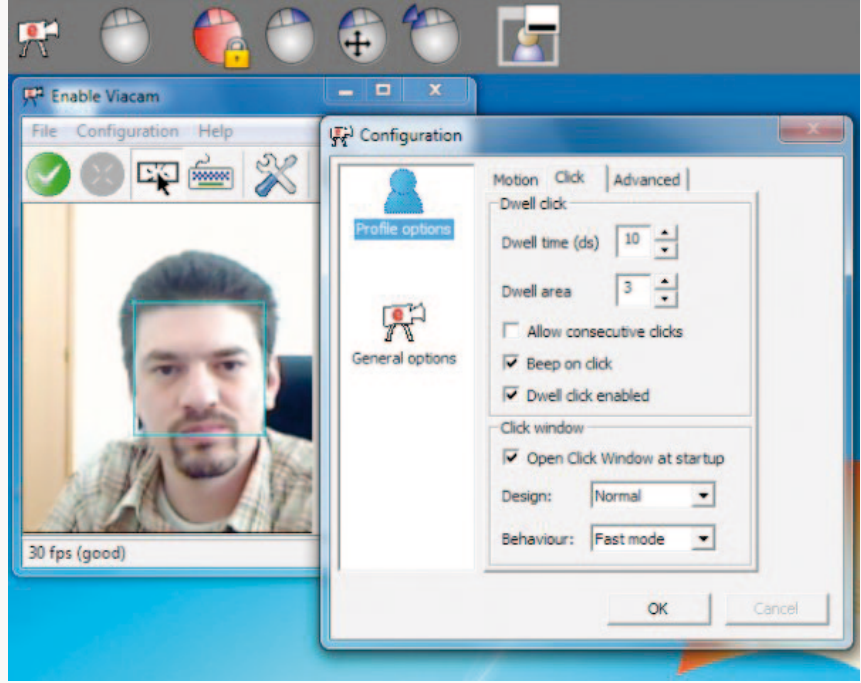 Enable Viacam
File Configuration Help
30 fps (good)
Configuration
Profile options
General options
Motion Click Advanced
Dwell click
Dwell time (ds) 10
Dwell area 3
Allow consecutive clicks
Beep on click
Dwell click enabled
Click window
Open Click Window at startup
Design: Normal
Behaviour: Fast mode
OK Cancel